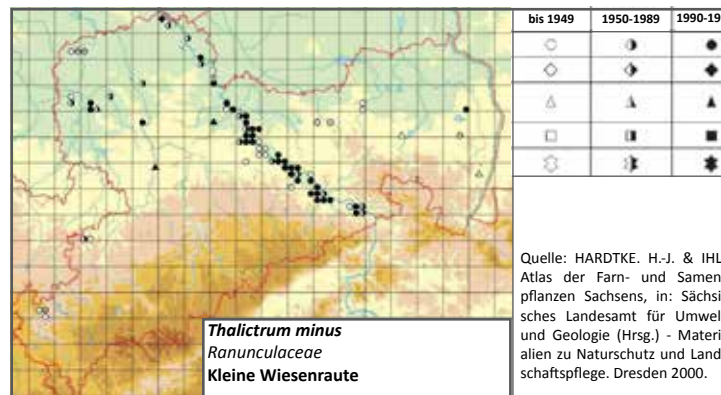 bis 1949 1950-1989 1990-19
Quelle: HARDTKE. H.-J. & IHL
Atlas der Farn- und Samen
pflanzen Sachsens, in: Sächsi
sches Landesamt für Umwel
und Geologie (Hrsg.) - Materi
alien zu Naturschutz und Land
schaftspflege. Dresden 2000.
Thalictrum minus
Ranunculaceae
Kleine Wiesenraute